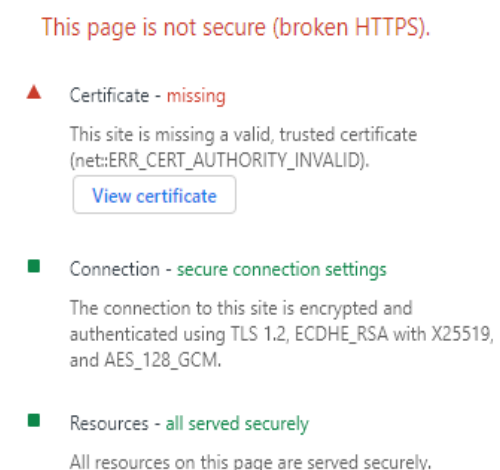 This page is not secure (broken HTTPS).
Certificate - missing
This site is missing a valid, trusted certificate
(net::ERR_CERT_AUTHORITY_INVALID).
View certificate
Connection - secure connection settings
The connection to this site is encrypted and
authenticated using TLS 1.2, ECDHE_RSA with X25519,
and AES_128_GCM.
Resources - all served securely
All resources on this page are served securely.